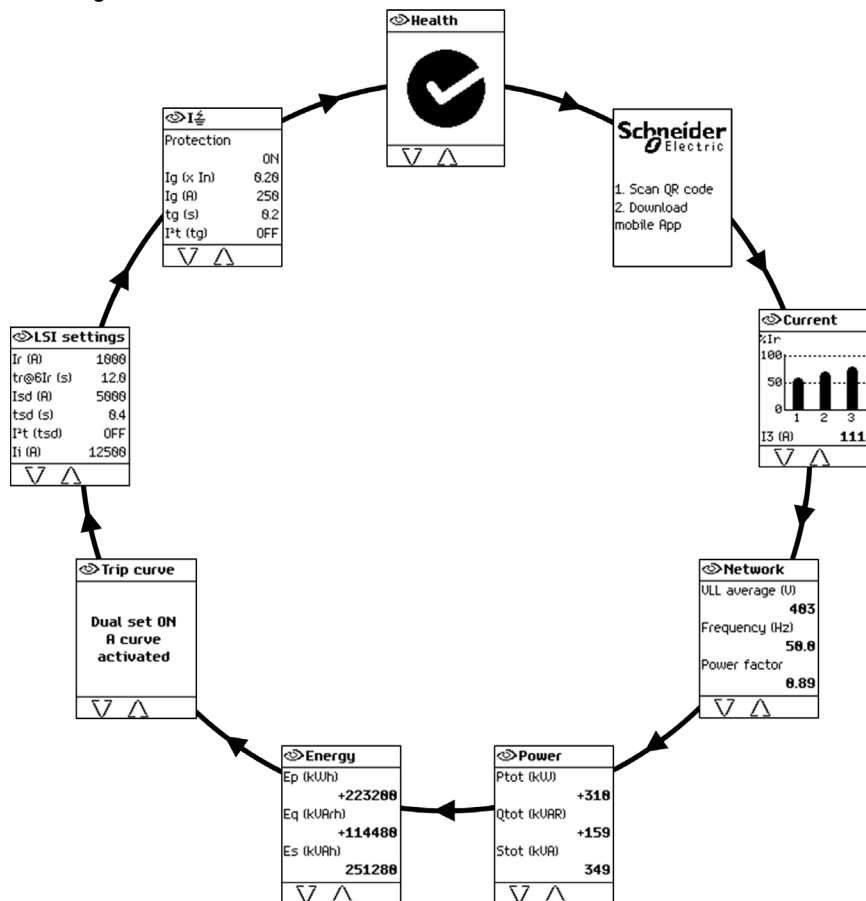 Health
Schneider
Electric
1. Scan QR code
2. Download
mobile App
Current
%Ir
100
50
0
1 2 3
I3 (A) 111
Network
VLL average (V)
403
Frequency (Hz)
50.0
Power factor
0.89
Power
Ptot (kW)
+310
Qtot (kVAR)
+159
Stot (kVA)
349
Energy
Ep (kWh)
+223200
Eq (kVArh)
+114480
Es (kVAh)
251280
Trip curve
Dual set ON
A curve
activated
LSI settings
Ir (A) 1000
tr@6Ir (s) 12.0
Isd (A) 5000
tsd (s) 0.4
I²t (tsd) OFF
Ii (A) 12500
I⏚
Protection
ON
Ig (x In) 0.20
Ig (A) 250
tg (s) 0.2
I²t (tg) OFF